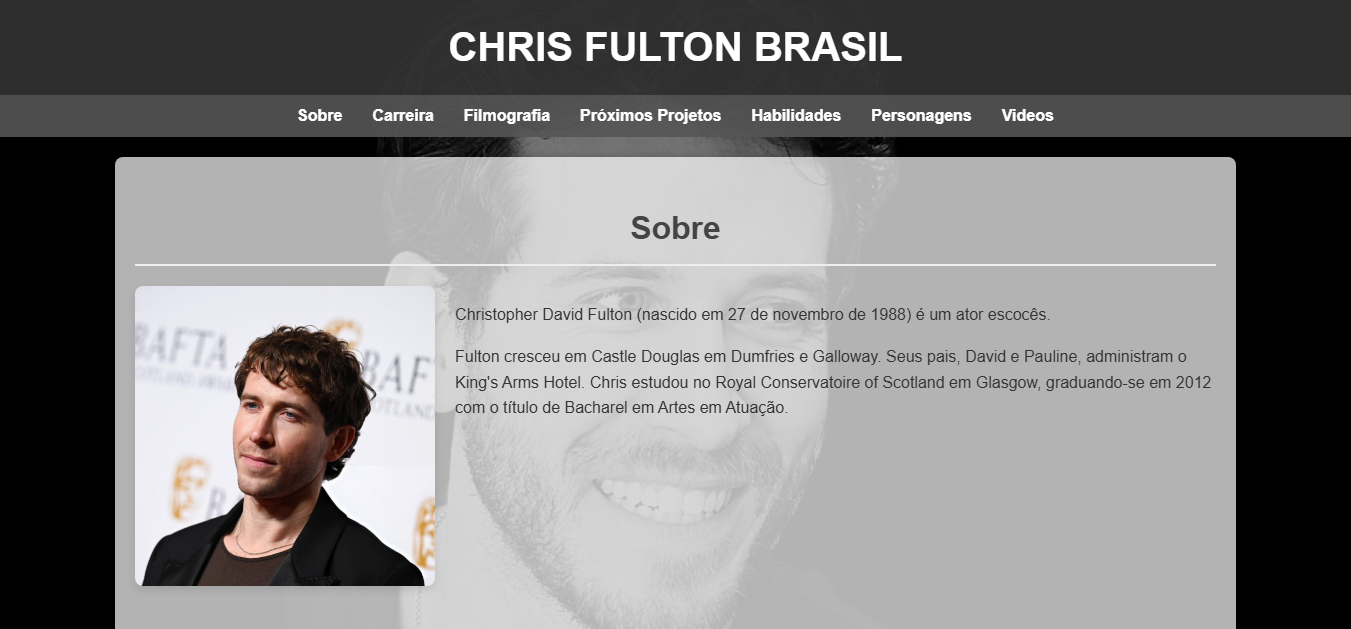 CHRIS FULTON BRASIL
Sobre Carreira Filmografia Próximos Projetos Habilidades Personagens Videos
Sobre
Christopher David Fulton (nascido em 27 de novembro de 1988) é um ator escocês.
Fulton cresceu em Castle Douglas em Dumfries e Galloway. Seus pais, David e Pauline, administram o
King's Arms Hotel. Chris estudou no Royal Conservatoire of Scotland em Glasgow, graduando-se em 2012
com o título de Bacharel em Artes em Atuação.
BAFTA
BAF